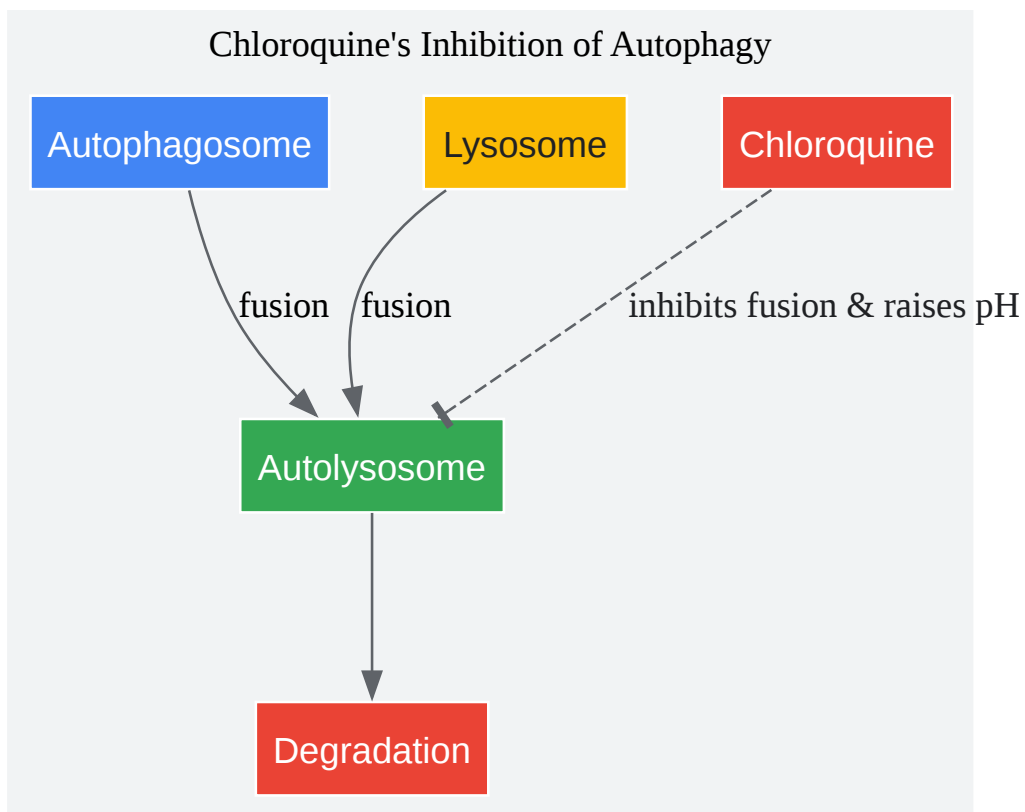 Chloroquine's Inhibition of Autophagy
Autophagosome
Lysosome
Chloroquine
fusion
fusion
inhibits fusion & raises pH
Autolysosome
Degradation